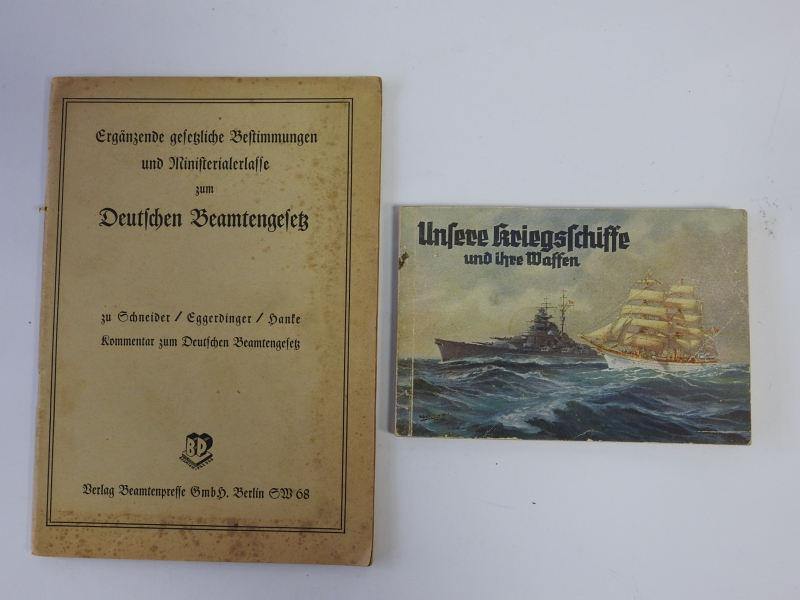 Ergänzende gesetzliche Bestimmungen
und Ministerialerlasse
zum
Deutschen Beamtengesetz
zu Schneider / Eggerdinger / Hanke
Kommentar zum Deutschen Beamtengesetz
BP
Verlag Beamtenpresse GmbH. Berlin SW 68
Unsere Kriegsschiffe
und ihre Waffen